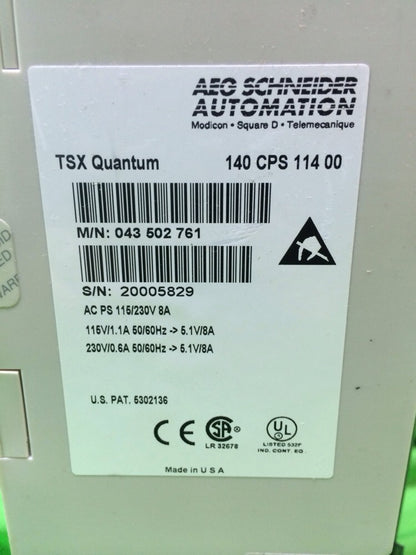 AEG SCHNEIDER
AUTOMATION
Modicon • Square D • Telemecanique
TSX Quantum 140 CPS 114 00
M/N: 043 502 761
S/N: 20005829
AC PS 115/230V 8A
115V/1.1A 50/60Hz -> 5.1V/8A
230V/0.6A 50/60Hz -> 5.1V/8A
U.S. PAT. 5302136
CE SA ® UL
LR 32678
LISTED 532F
IND. CONT. EQ.
Made in U S A